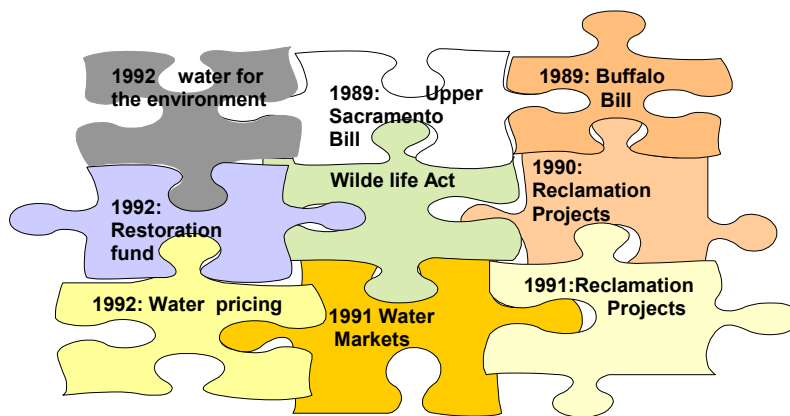 1992 water for
the environment
1989: Upper
Sacramento
Bill
1989: Buffalo
Bill
1992:
Restoration
fund
Wilde life Act
1990:
Reclamation
Projects
1992: Water pricing
1991 Water
Markets
1991:Reclamation
Projects